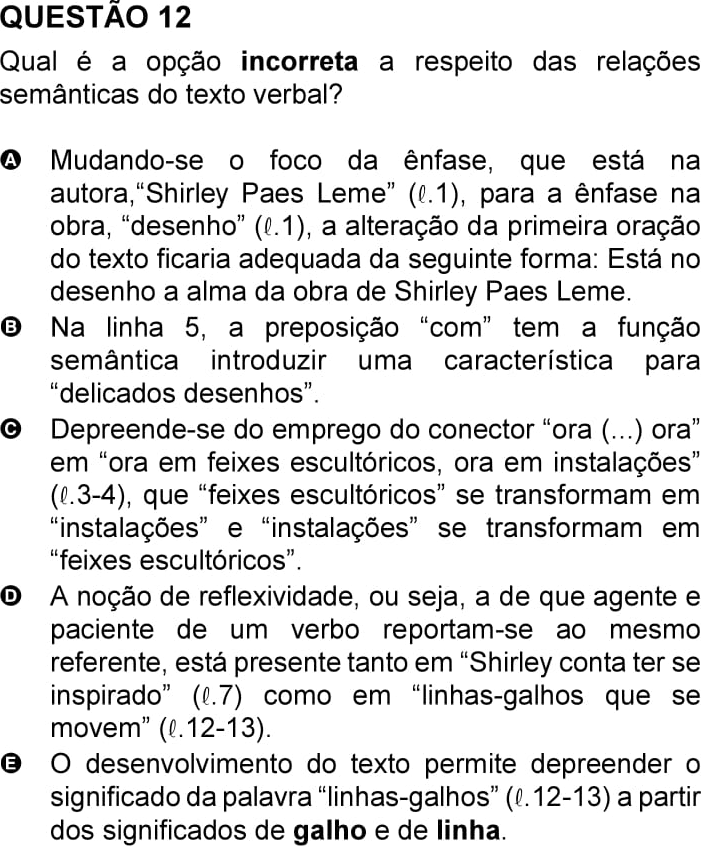 QUESTÃO 12
Qual é a opção incorreta a respeito das relações
semânticas do texto verbal?
A Mudando-se o foco da ênfase, que está na
autora,“Shirley Paes Leme” (ℓ.1), para a ênfase na
obra, “desenho” (ℓ.1), a alteração da primeira oração
do texto ficaria adequada da seguinte forma: Está no
desenho a alma da obra de Shirley Paes Leme.
B Na linha 5, a preposição “com” tem a função
semântica introduzir uma característica para
“delicados desenhos”.
C Depreende-se do emprego do conector “ora (...) ora”
em “ora em feixes escultóricos, ora em instalações”
(ℓ.3-4), que “feixes escultóricos” se transformam em
“instalações” e “instalações” se transformam em
“feixes escultóricos”.
D A noção de reflexividade, ou seja, a de que agente e
paciente de um verbo reportam-se ao mesmo
referente, está presente tanto em “Shirley conta ter se
inspirado” (ℓ.7) como em “linhas-galhos que se
movem” (ℓ.12-13).
E O desenvolvimento do texto permite depreender o
significado da palavra “linhas-galhos” (ℓ.12-13) a partir
dos significados de galho e de linha.